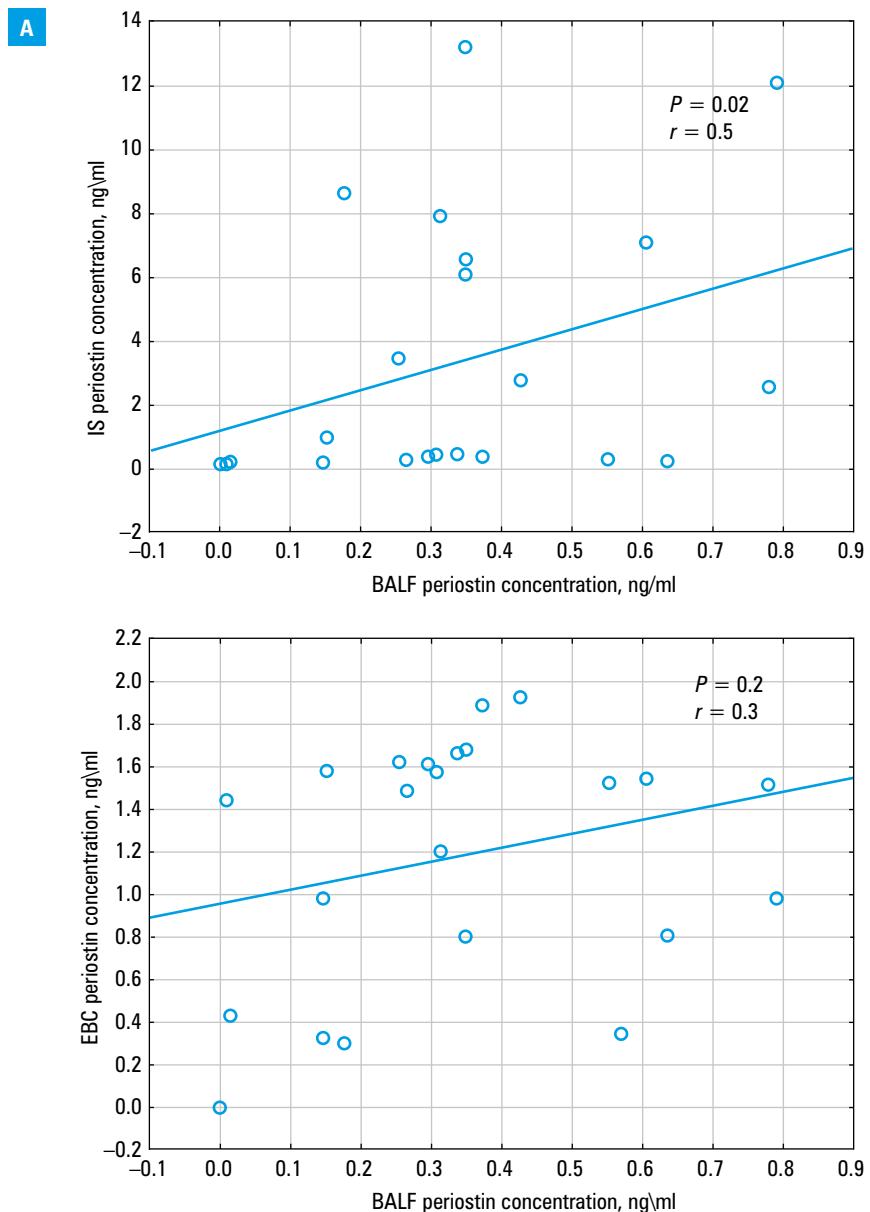 A
14
12
10
8
6
4
2
0
−2
IS periostin concentration, ng\ml
P = 0.02
r = 0.5
−0.1 0.0 0.1 0.2 0.3 0.4 0.5 0.6 0.7 0.8 0.9
BALF periostin concentration, ng/ml
2.2
2.0
1.8
1.6
1.4
1.2
1.0
0.8
0.6
0.4
0.2
0.0
−0.2
EBC periostin concentration, ng\ml
P = 0.2
r = 0.3
−0.1 0.0 0.1 0.2 0.3 0.4 0.5 0.6 0.7 0.8 0.9
BALF periostin concentration, ng\ml